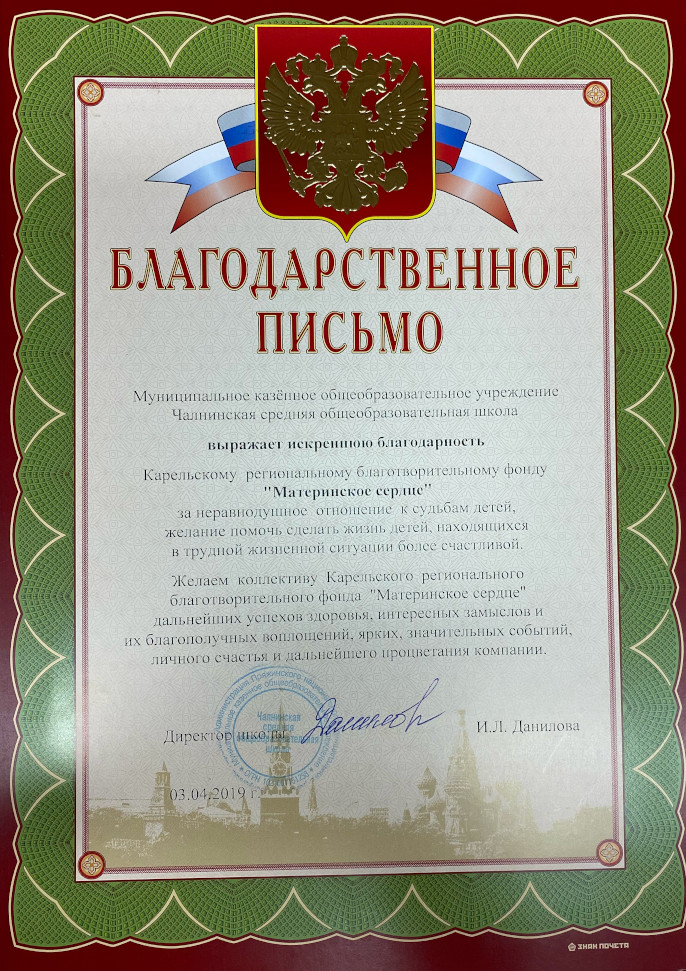 БЛАГОДАРСТВЕННОЕ
ПИСЬМО
Муниципальное казённое общеобразовательное учреждение
Чалнинская средняя общеобразовательная школа
выражает искреннюю благодарность
Карельскому региональному благотворительному фонду
"Материнское сердце"
за неравнодушное отношение к судьбам детей,
желание помочь сделать жизнь детей, находящихся
в трудной жизненной ситуации более счастливой.
Желаем коллективу Карельского регионального
благотворительного фонда "Материнское сердце"
дальнейших успехов здоровья, интересных замыслов и
их благополучных воплощений, ярких, значительных событий,
личного счастья и дальнейшего процветания компании.
Чалнинская
средняя
общеобразовательная
школа
Директор школы
И.Л. Данилова
03.04.2019 г.
ЗНАК ПОЧЕТА